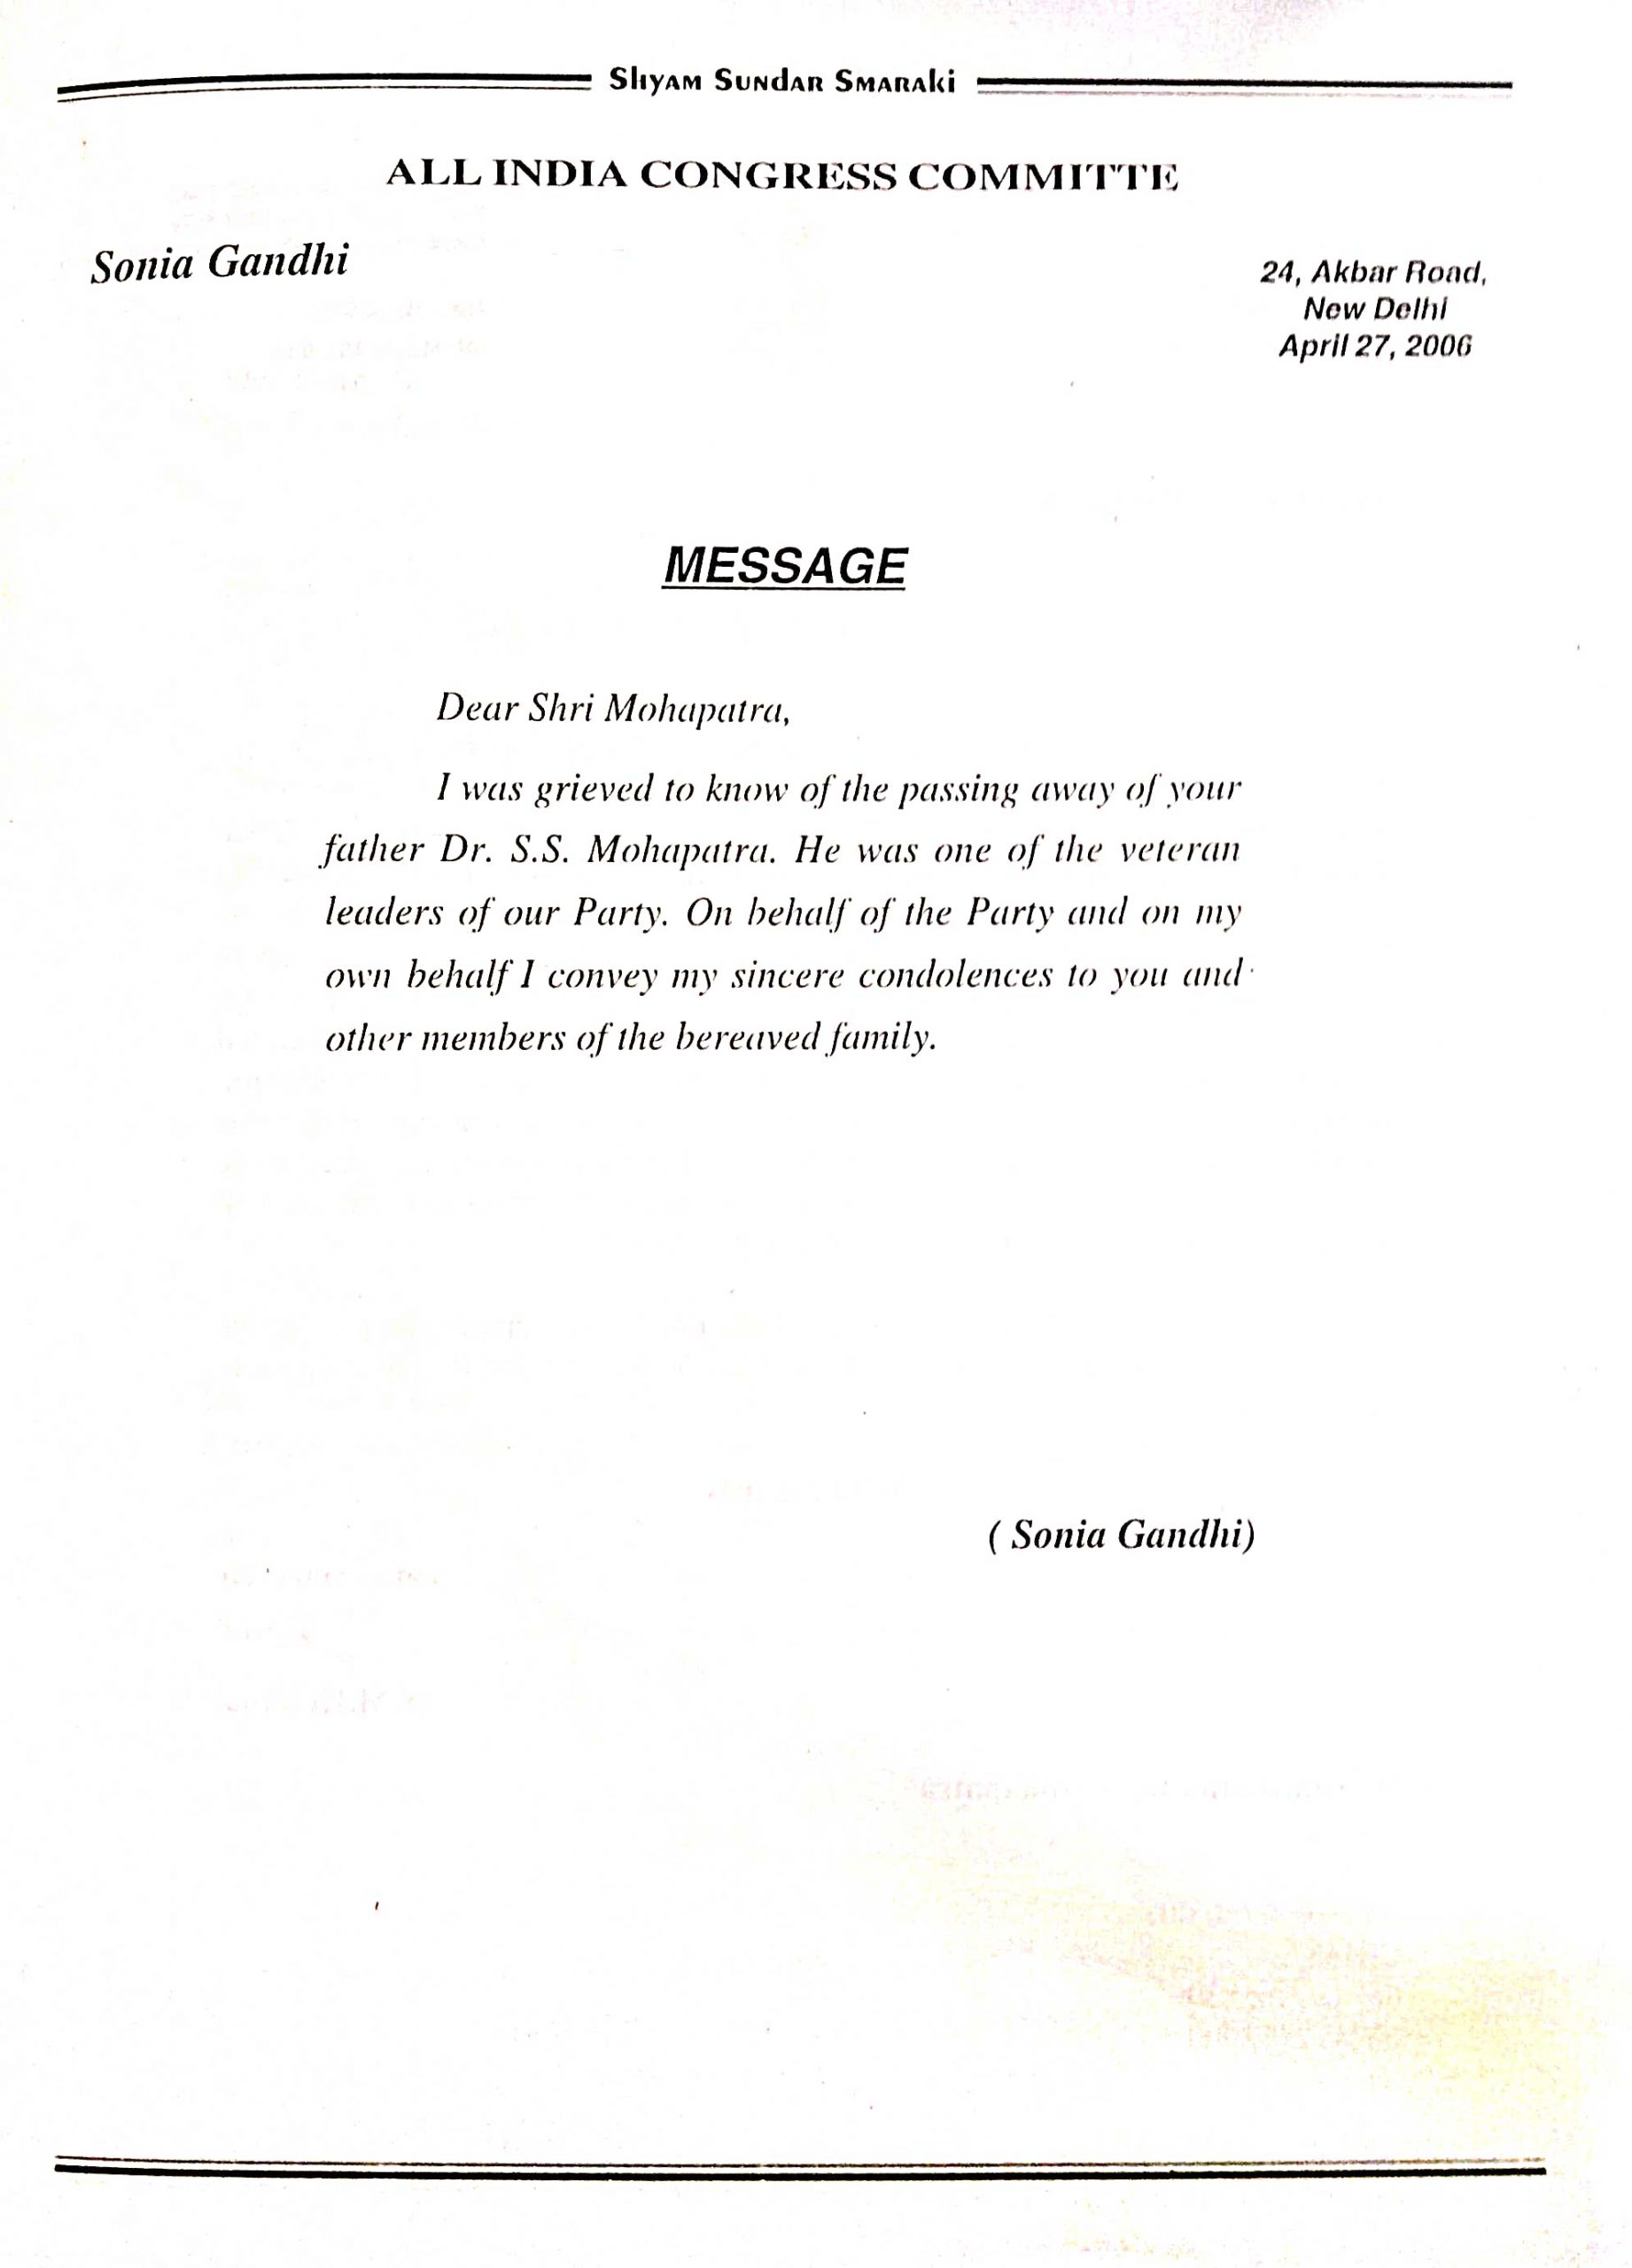 Shyam Sundar Smaraki
ALL INDIA CONGRESS COMMITTE
Sonia Gandhi
24, Akbar Road,
New Delhi
April 27, 2006
MESSAGE
Dear Shri Mohapatra,
I was grieved to know of the passing away of your
father Dr. S.S. Mohapatra. He was one of the veteran
leaders of our Party. On behalf of the Party and on my
own behalf I convey my sincere condolences to you and
other members of the bereaved family.
( Sonia Gandhi)